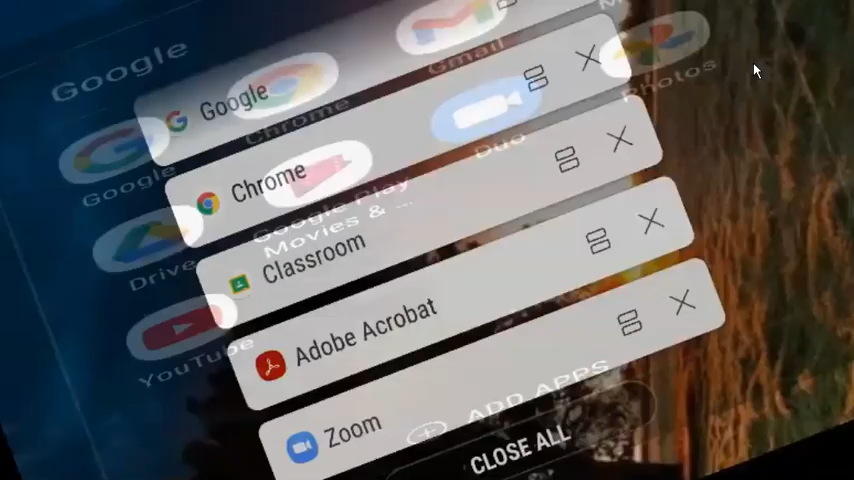 Google
Gmail
Google
Chrome
Photos
Google
Duo
Chrome
Google Play
Movies & ...
Drive
Classroom
YouTube
Adobe Acrobat
ADD APPS
Zoom
CLOSE ALL